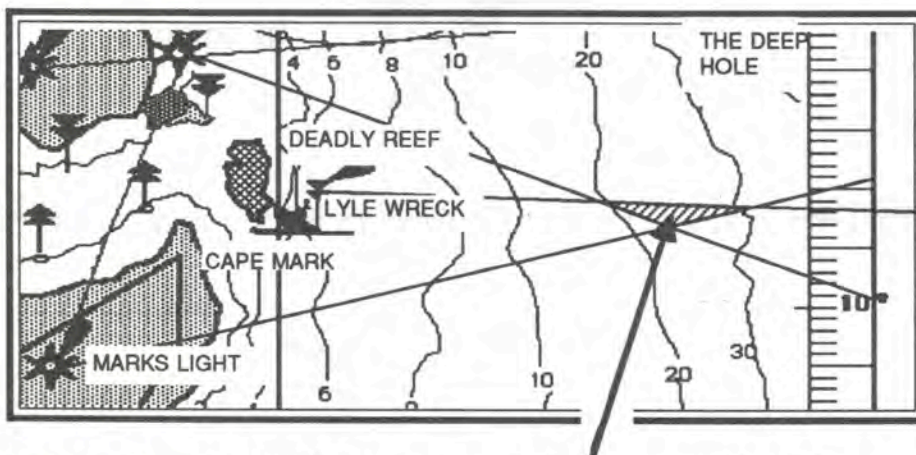 THE DEEP
HOLE
4 6 8 10 20
DEADLY REEF
LYLE WRECK
CAPE MARK
10°
MARKS LIGHT
30
20
10
6